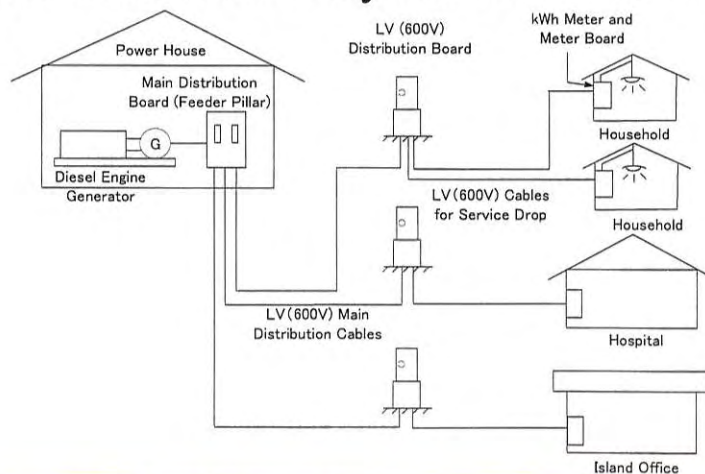 LV (600V)
Distribution Board
kWh Meter and
Meter Board
Power House
Main Distribution
Board (Feeder Pillar)
G
Diesel Engine
Generator
Household
LV(600V) Cables
for Service Drop
Household
LV(600V) Main
Distribution Cables
Hospital
Island Office